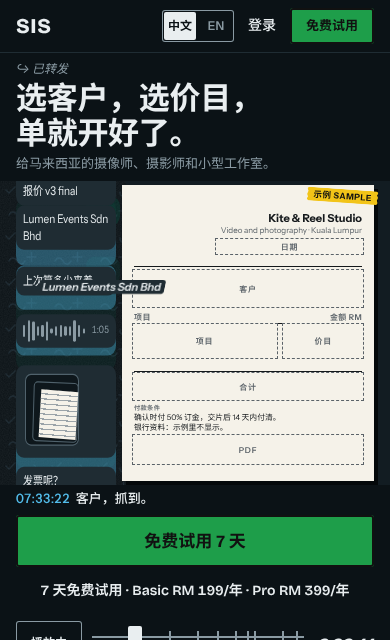 SIS
中文 EN 登录 免费试用
↪ 已转发
选客户，选价目，
单就开好了。
给马来西亚的摄像师、摄影师和小型工作室。
报价 v3 final
Lumen Events Sdn
Bhd
Lumen Events Sdn Bhd
1:05
发票呢？
示例 SAMPLE
Kite & Reel Studio
Video and photography · Kuala Lumpur
日期
客户
项目 金额 RM
项目 价目
合计
付款条件
确认时付 50% 订金，交片后 14 天内付清。
银行资料：示例里不显示。
PDF
07:33:22 客户，抓到。
免费试用 7 天
7 天免费试用 · Basic RM 199/年 · Pro RM 399/年